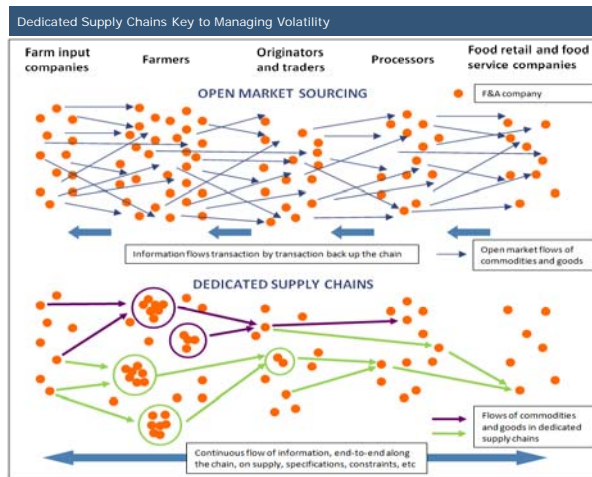 Dedicated Supply Chains Key to Managing Volatility
Farm input
companies
Farmers
Originators
and traders
Processors
Food retail and food
service companies
OPEN MARKET SOURCING
F&A company
Information flows transaction by transaction back up the chain
Open market flows of
commodities and goods
DEDICATED SUPPLY CHAINS
Flows of commodities
and goods in dedicated
supply chains
Continuous flow of information, end-to-end along
the chain, on supply, specifications, constraints, etc